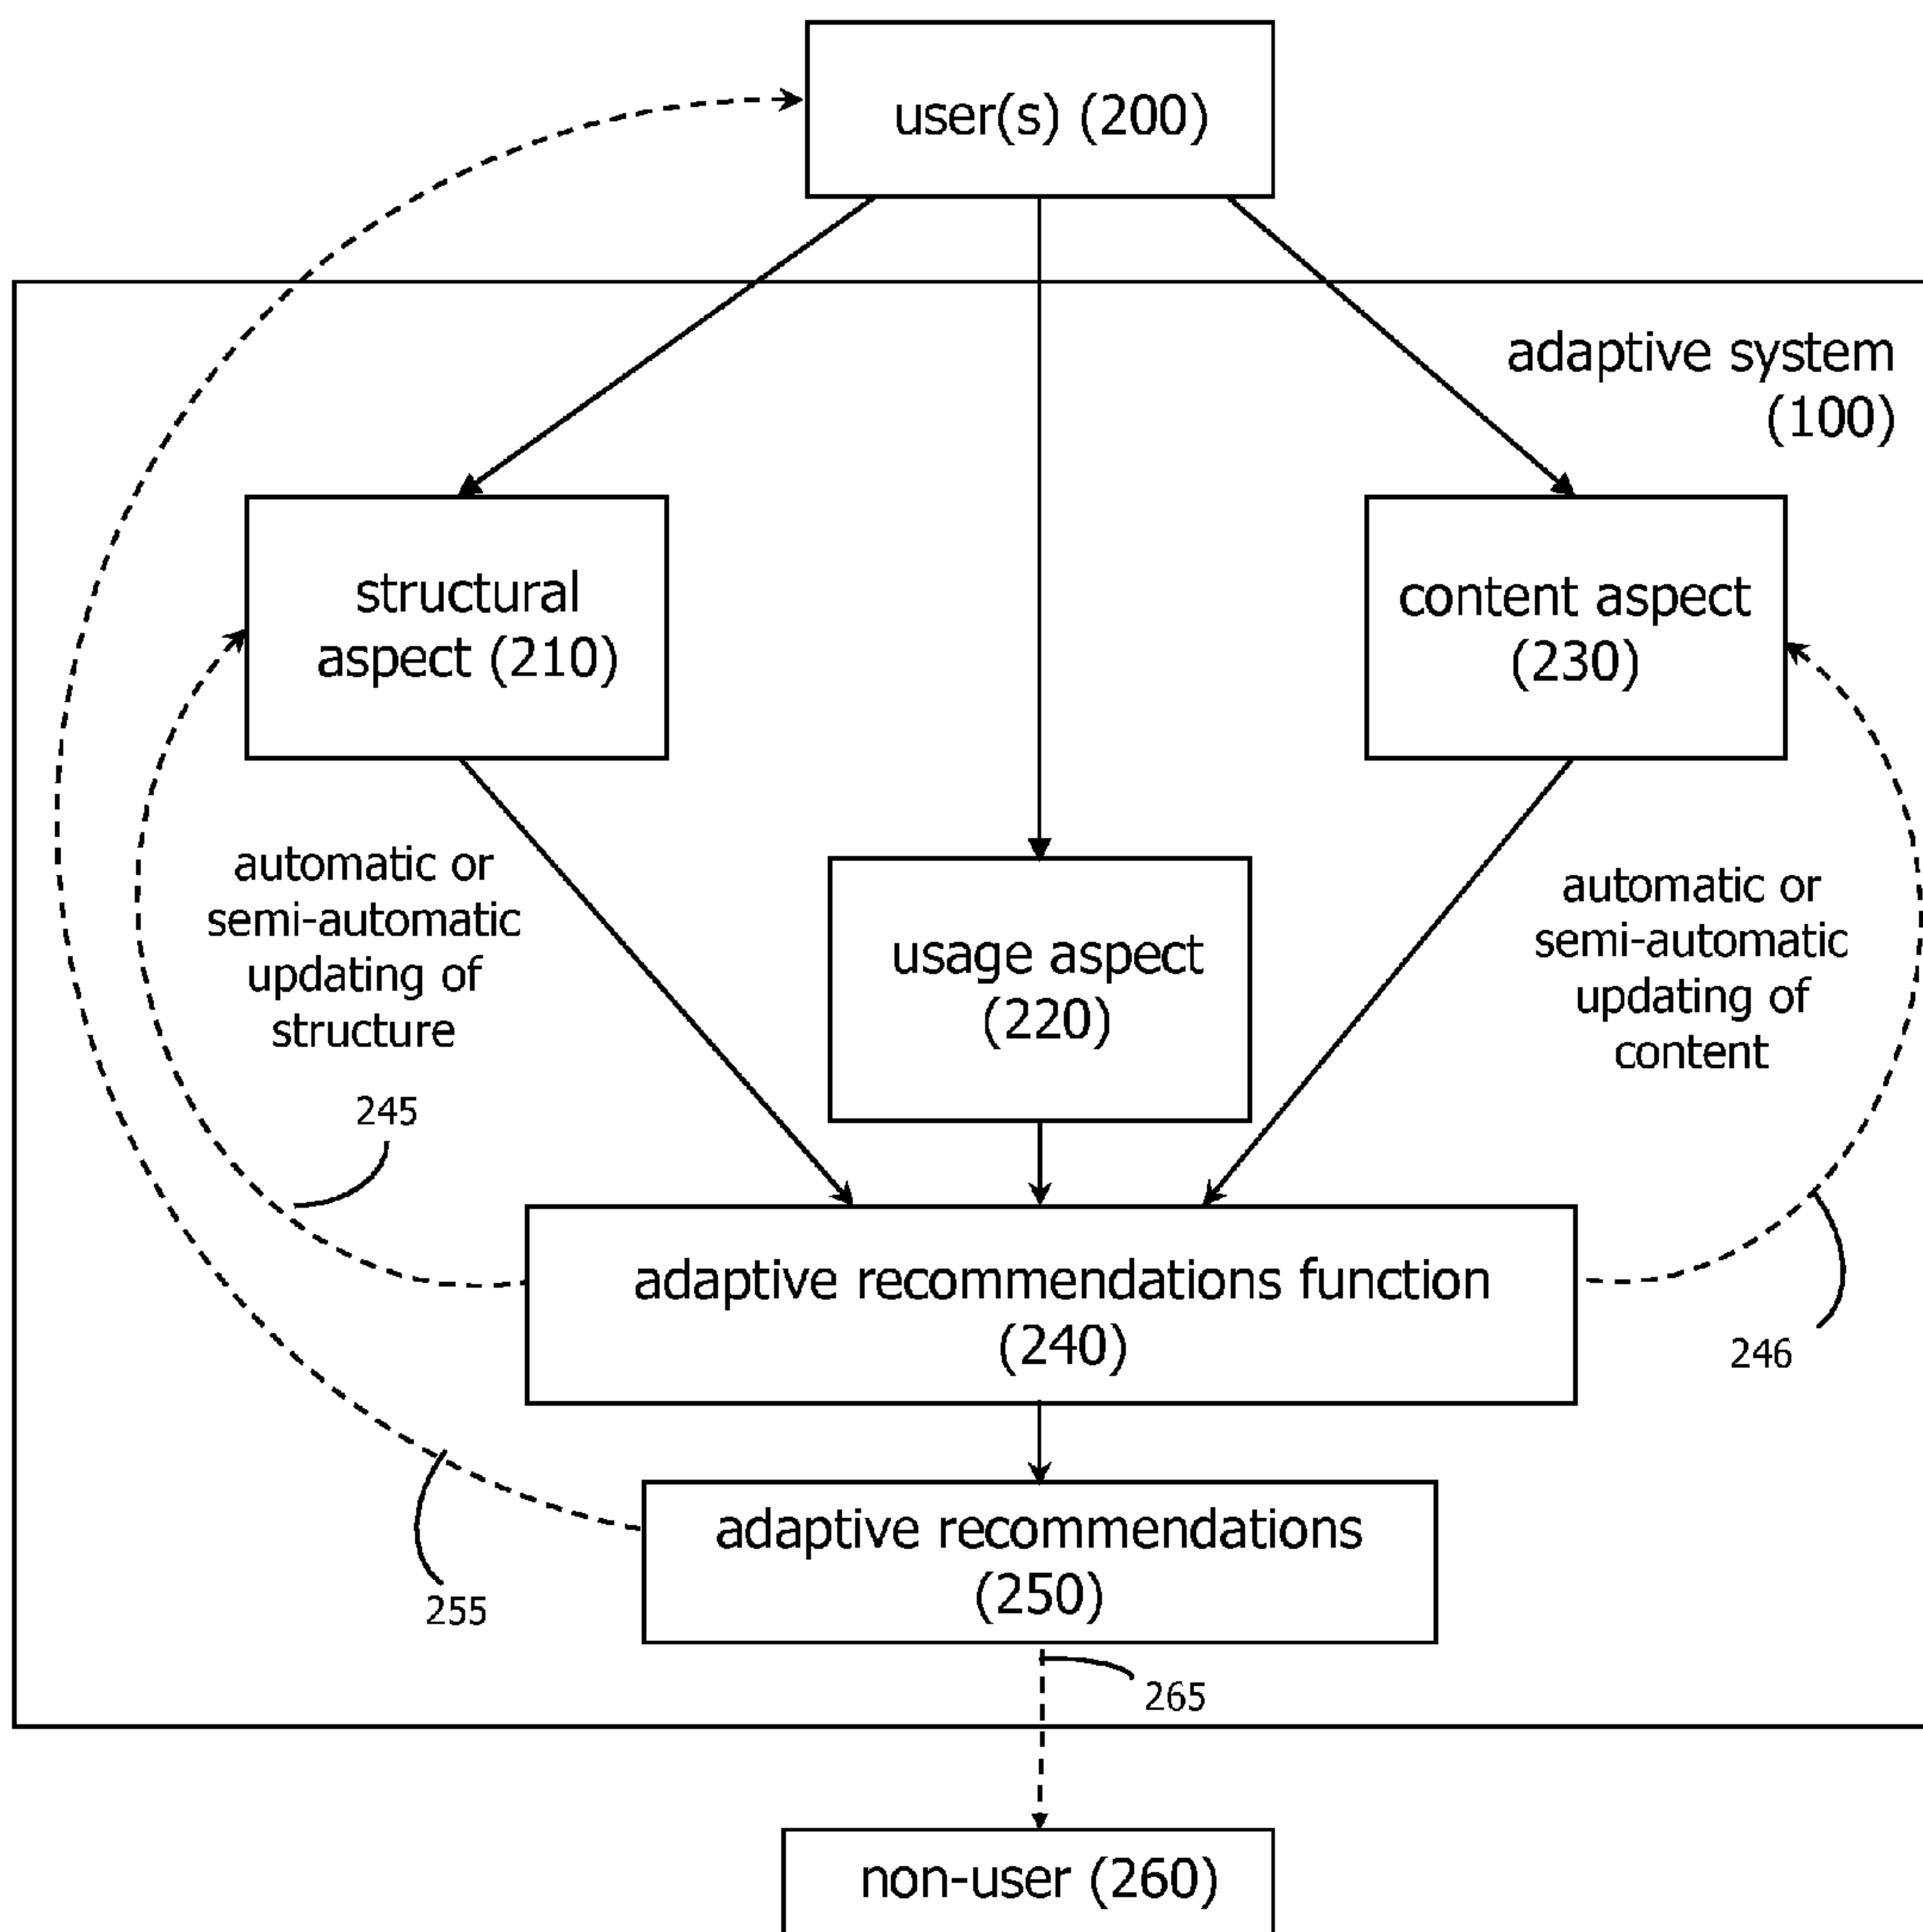 user(s) (200)
adaptive system
(100)
structural
aspect (210)
content aspect
(230)
automatic or
semi-automatic
updating of
structure
automatic or
semi-automatic
updating of
content
usage aspect
(220)
245
adaptive recommendations function
(240)
246
adaptive recommendations
(250)
255
265
non-user (260)